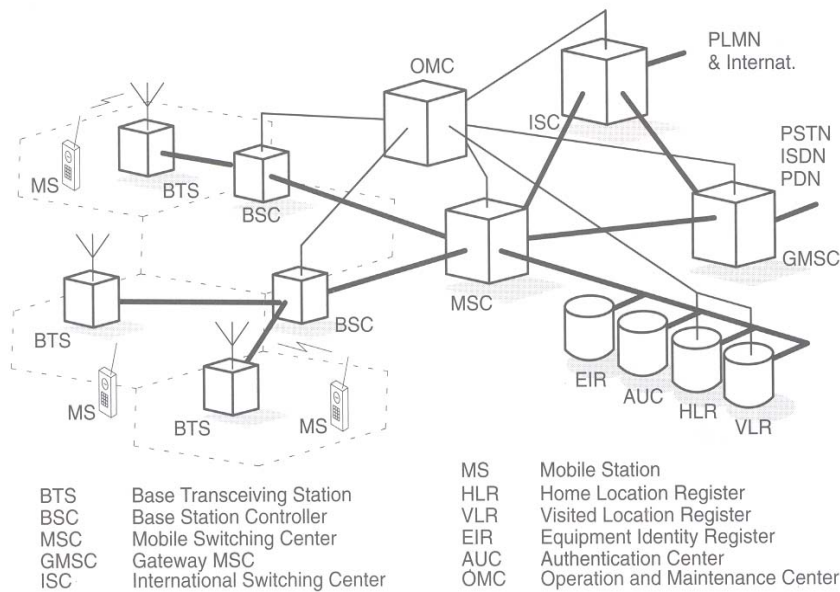 PLMN
& Internat.
OMC
ISC
PSTN
ISDN
PDN
MS
BTS
BSC
GMSC
MSC
BTS
BSC
EIR
MS
AUC
BTS
MS
HLR
VLR
BTS Base Transceiving Station
BSC Base Station Controller
MSC Mobile Switching Center
GMSC Gateway MSC
ISC International Switching Center
MS Mobile Station
HLR Home Location Register
VLR Visited Location Register
EIR Equipment Identity Register
AUC Authentication Center
OMC Operation and Maintenance Center